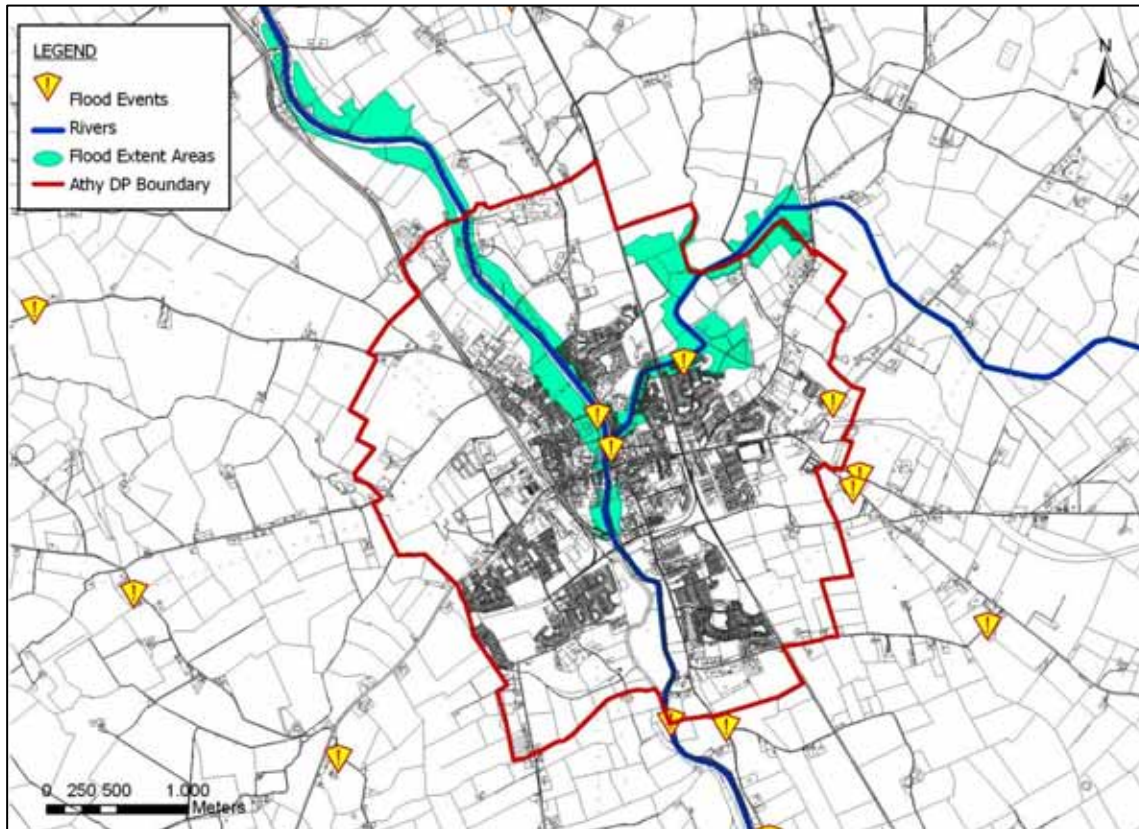 LEGEND
Flood Events
Rivers
Flood Extent Areas
Athy DP Boundary
N
0 250 500 1.000
Meters